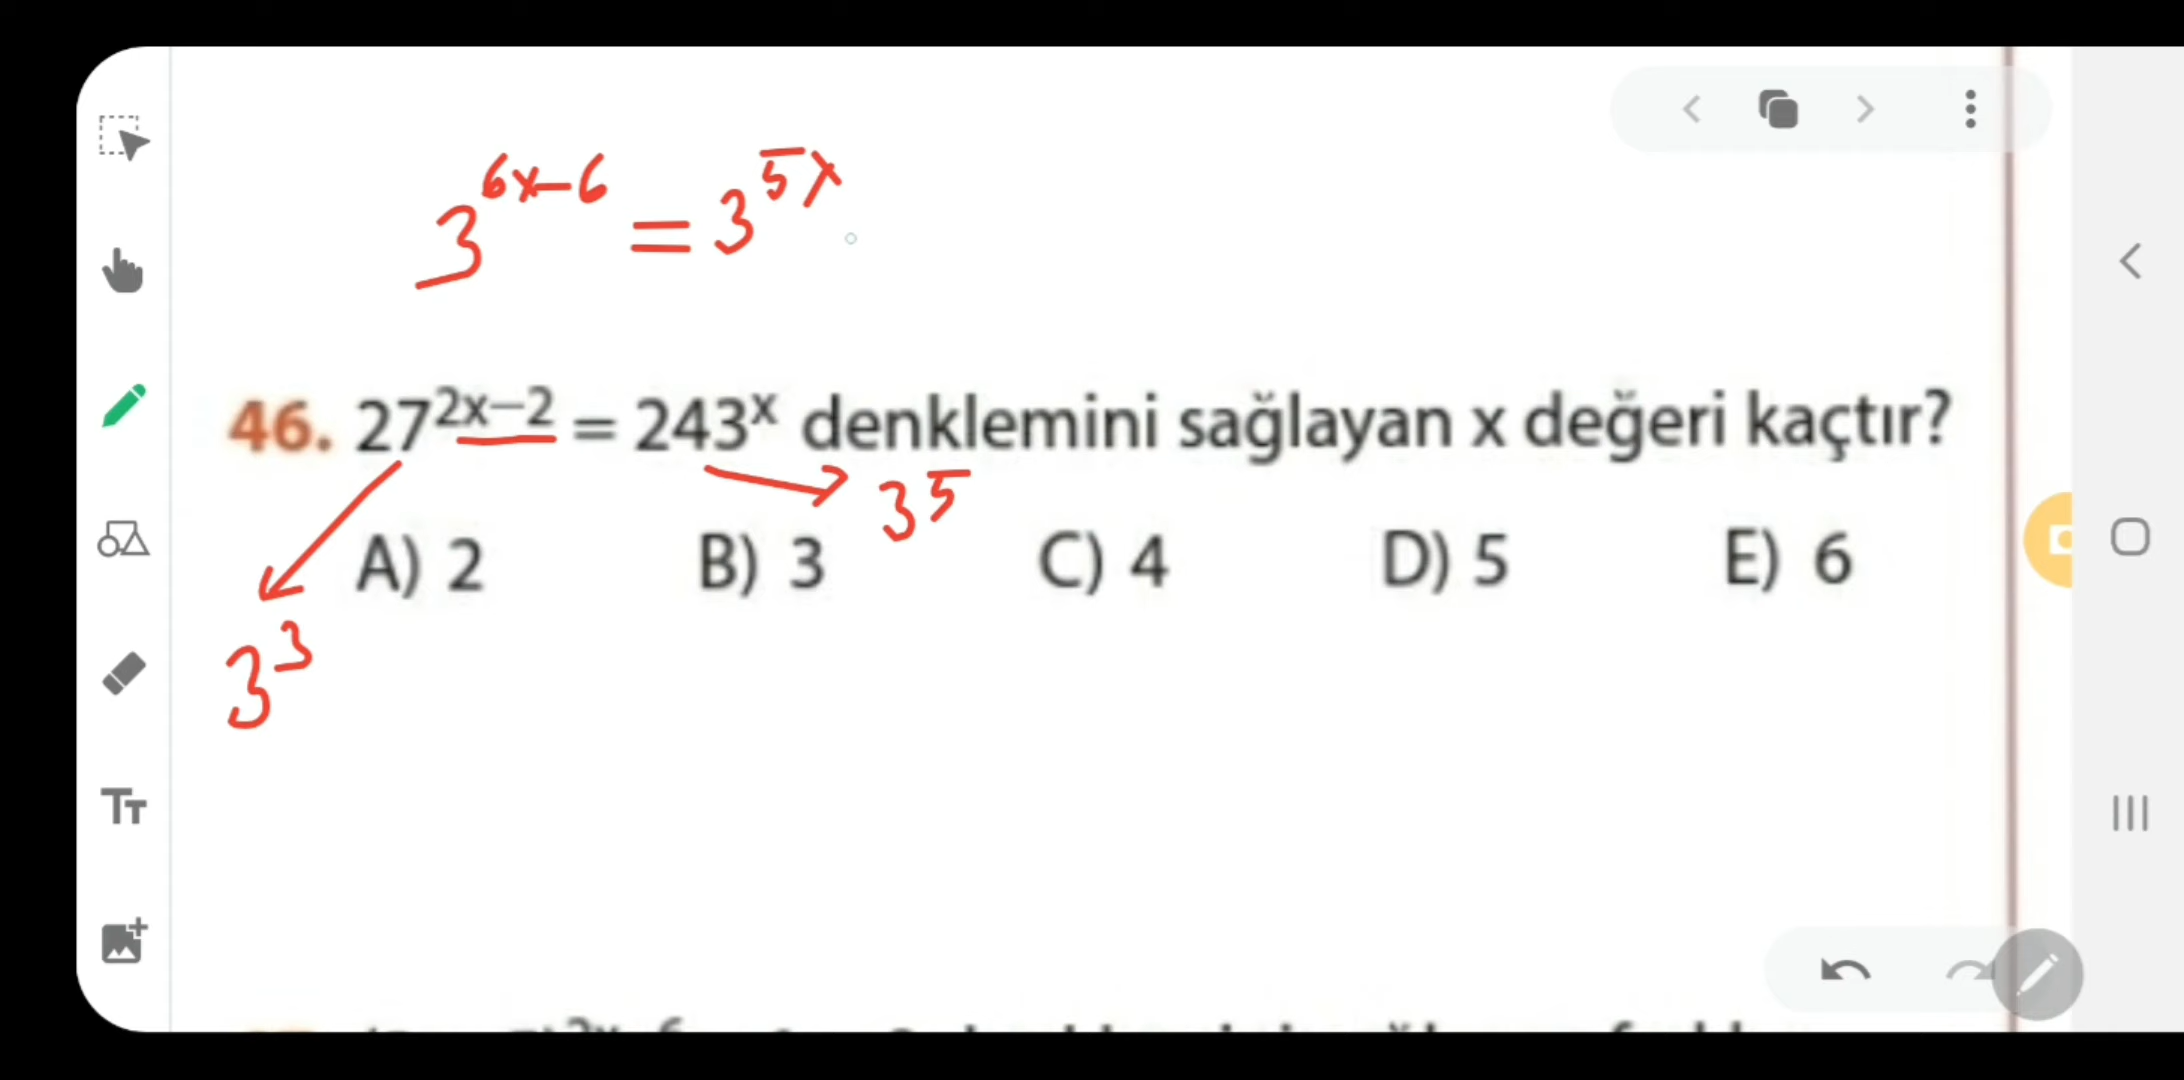 3^{6x-6} = 3^{5x}
46. 27^{2x-2} = 243^x denklemini sağlayan x değeri kaçtır?
3^5
A) 2 B) 3 C) 4 D) 5 E) 6
3^3
TT